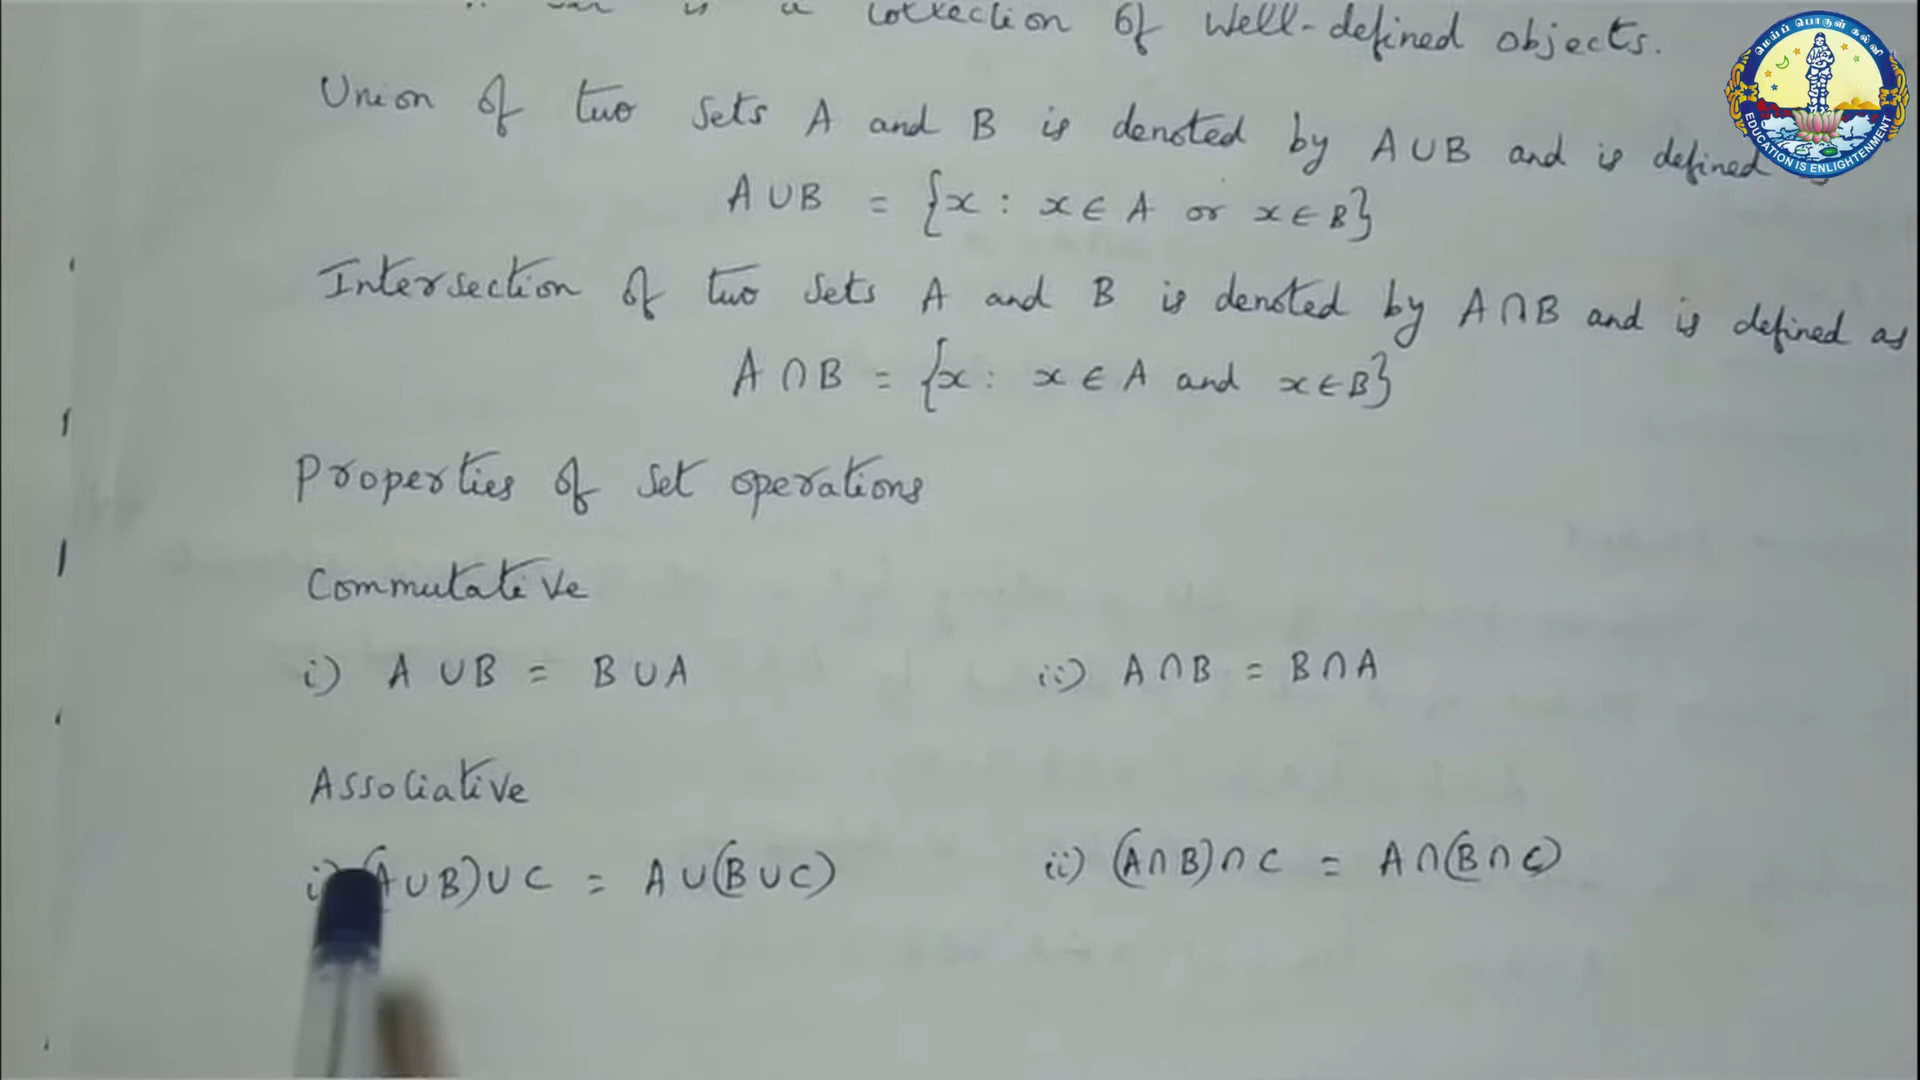 is a collection of well-defined objects.
Union of two sets A and B is denoted by A∪B and is defined
A∪B = {x : x∈A or x∈B}
Intersection of two sets A and B is denoted by A∩B and is defined as
A∩B = {x : x∈A and x∈B}
Properties of set operations
Commutative
i) A∪B = B∪A ii) A∩B = B∩A
Associative
i) (A∪B)∪C = A∪(B∪C) ii) (A∩B)∩C = A∩(B∩C)
மெய்ப் பொருள் கல்வி
EDUCATION IS ENLIGHTENMENT